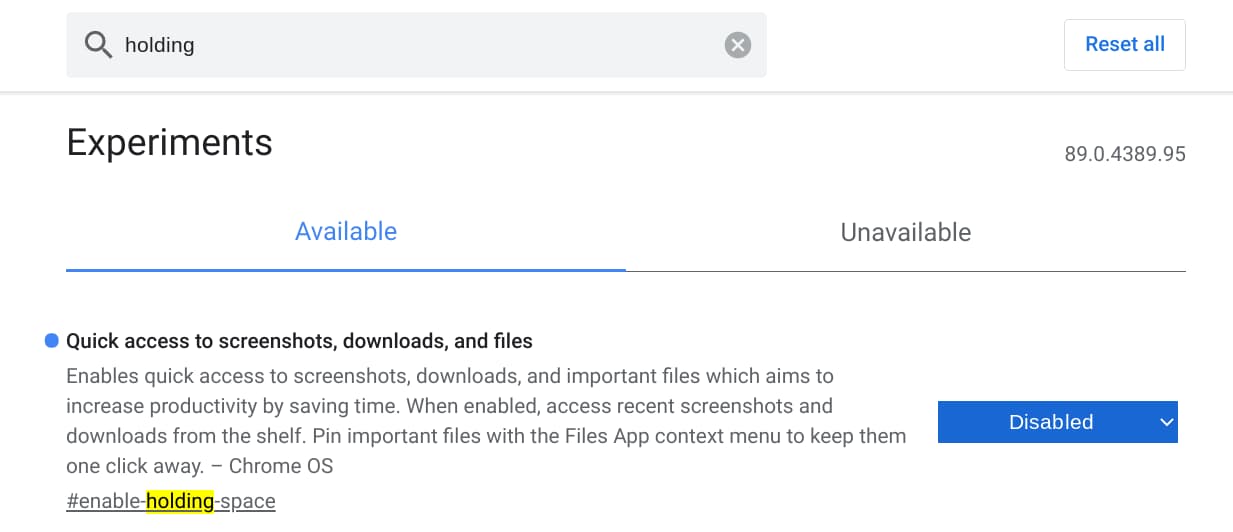 holding
Reset all
Experiments
89.0.4389.95
Available
Unavailable
Quick access to screenshots, downloads, and files
Enables quick access to screenshots, downloads, and important files which aims to
increase productivity by saving time. When enabled, access recent screenshots and
downloads from the shelf. Pin important files with the Files App context menu to keep them
one click away. – Chrome OS
Disabled
#enable-holding-space